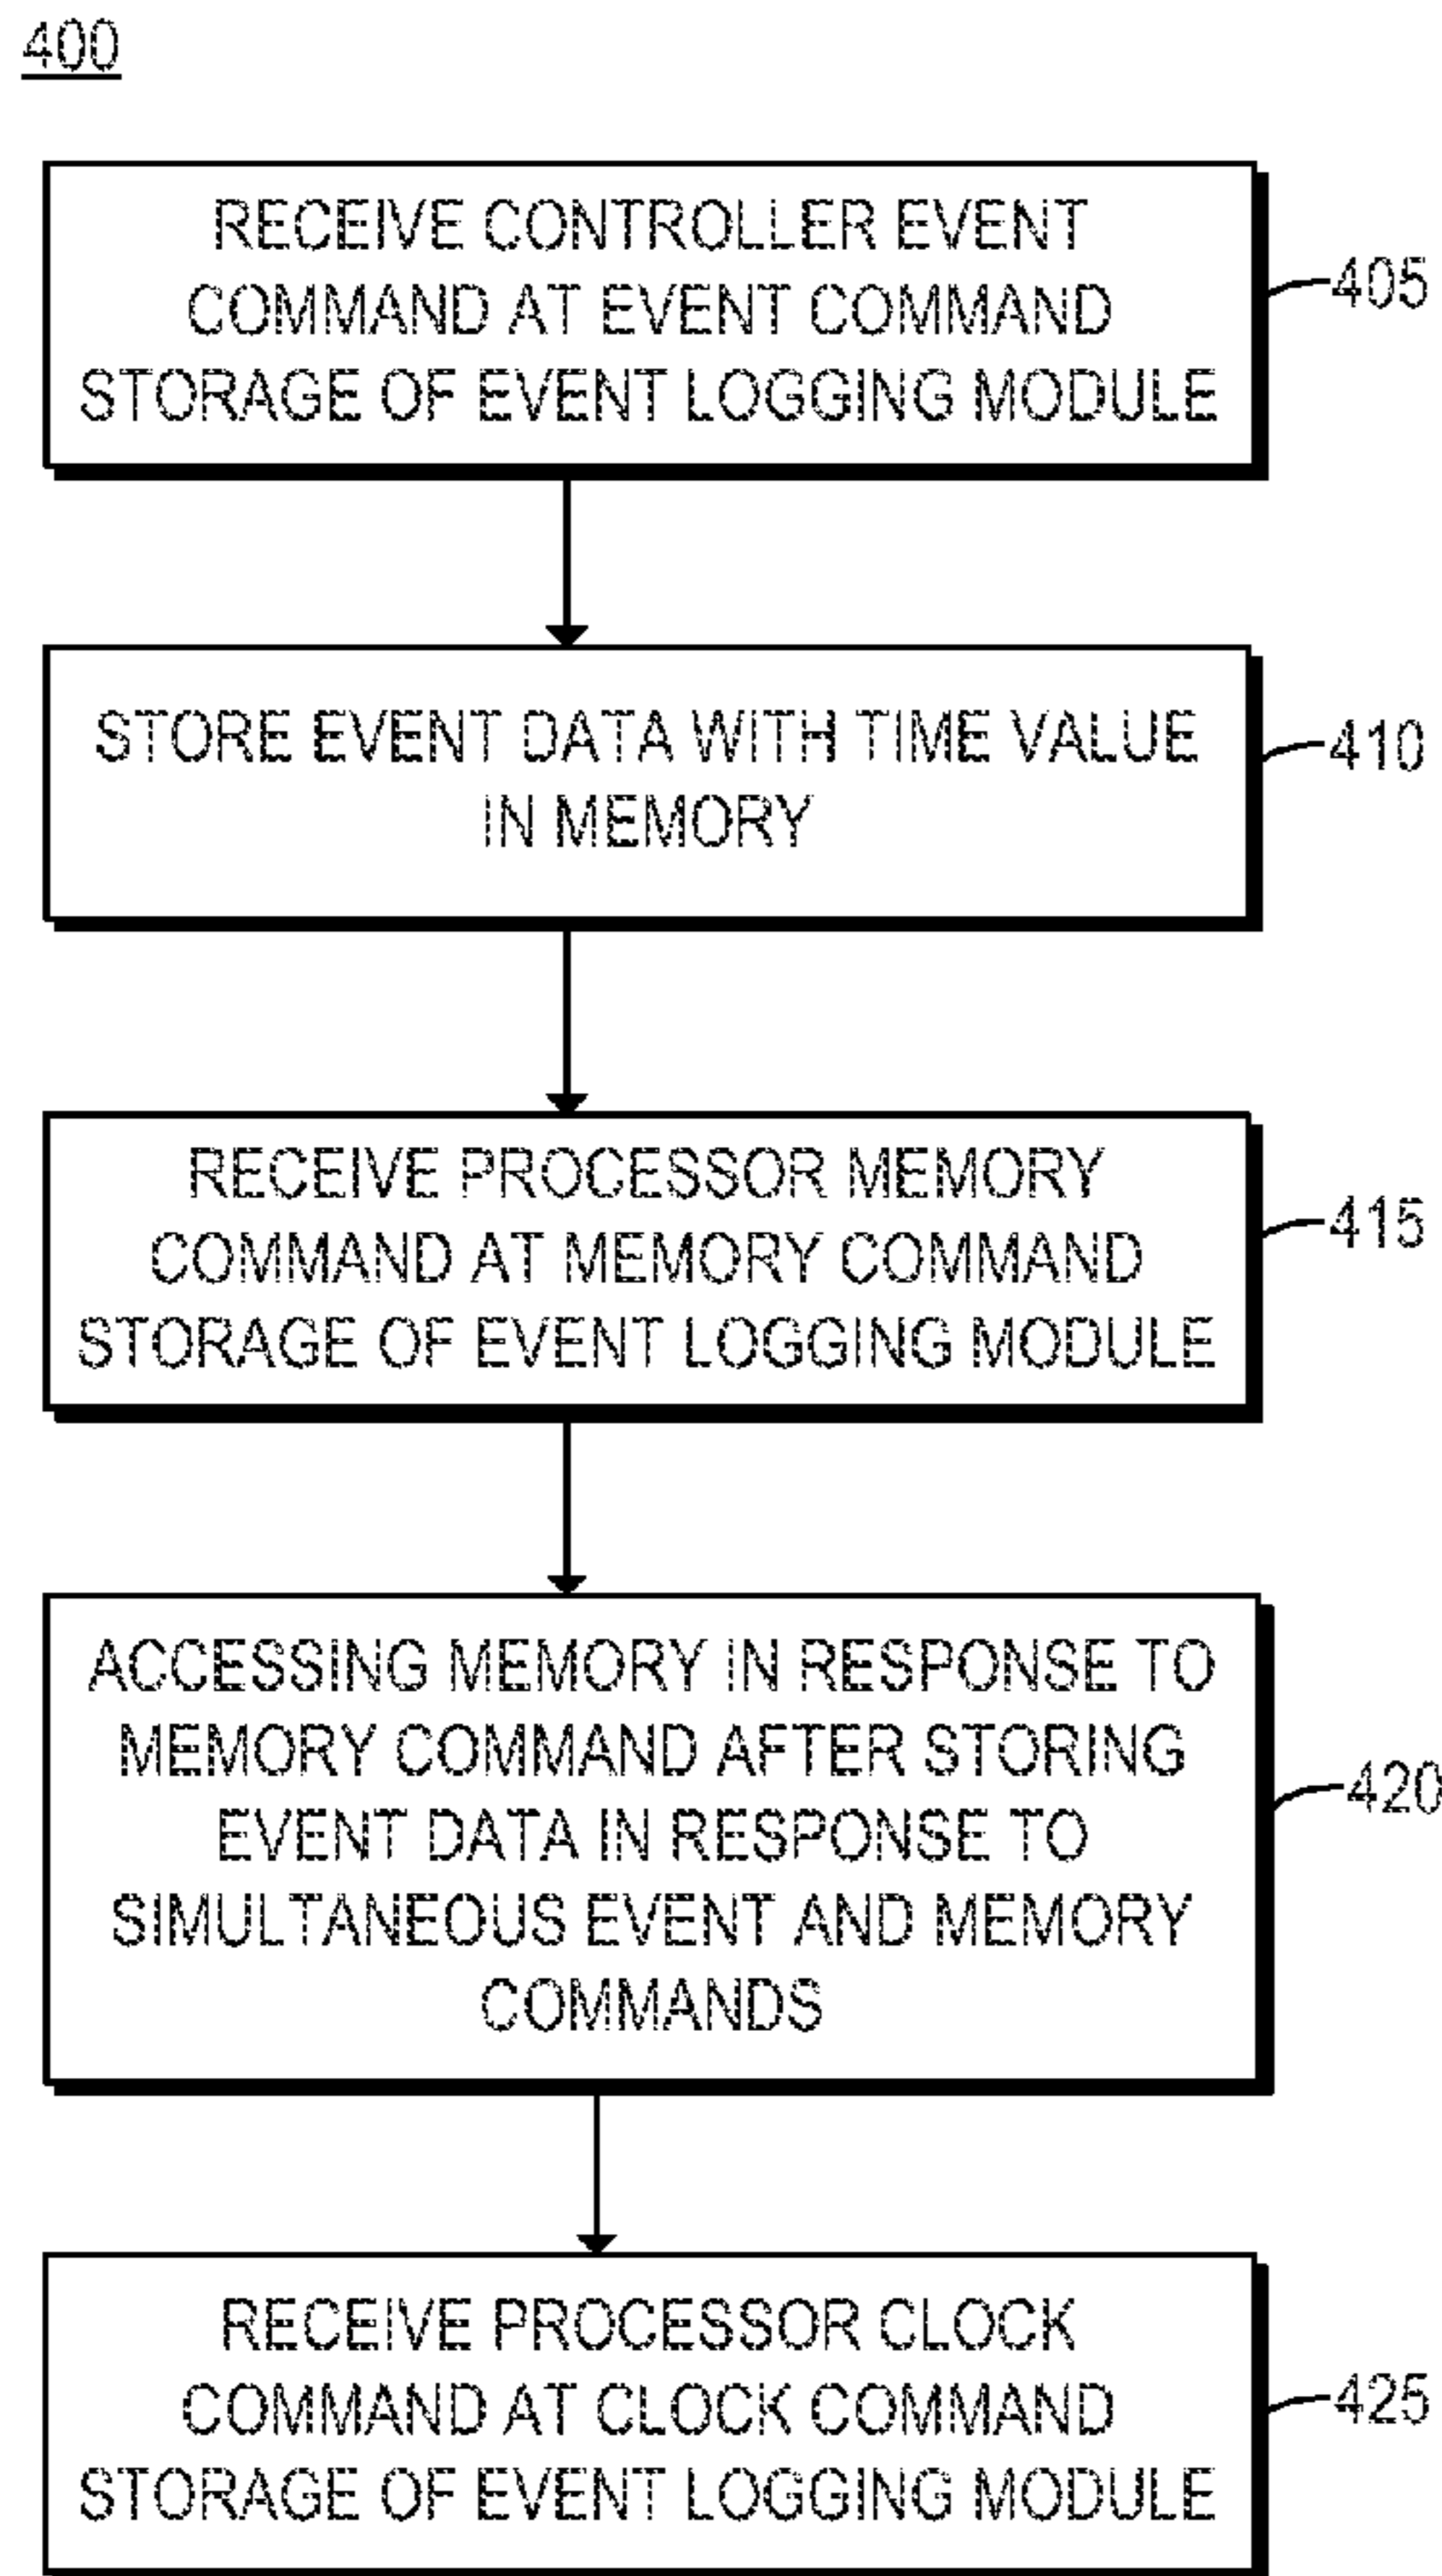 400
RECEIVE CONTROLLER EVENT
COMMAND AT EVENT COMMAND
STORAGE OF EVENT LOGGING MODULE
405
STORE EVENT DATA WITH TIME VALUE
IN MEMORY
410
RECEIVE PROCESSOR MEMORY
COMMAND AT MEMORY COMMAND
STORAGE OF EVENT LOGGING MODULE
415
ACCESSING MEMORY IN RESPONSE TO
MEMORY COMMAND AFTER STORING
EVENT DATA IN RESPONSE TO
SIMULTANEOUS EVENT AND MEMORY
COMMANDS
420
RECEIVE PROCESSOR CLOCK
COMMAND AT CLOCK COMMAND
STORAGE OF EVENT LOGGING MODULE
425